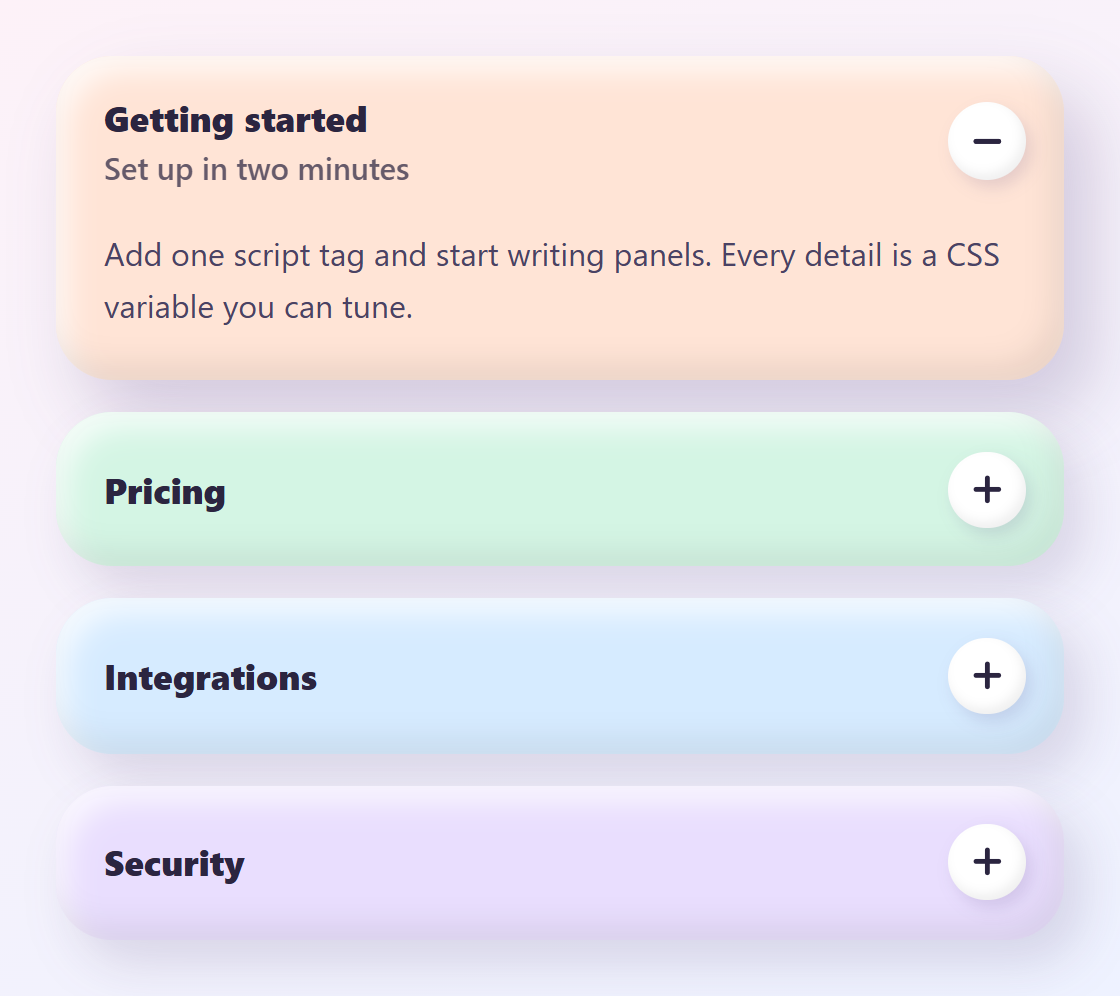 Getting started
Set up in two minutes
Add one script tag and start writing panels. Every detail is a CSS
variable you can tune.
Pricing
Integrations
Security